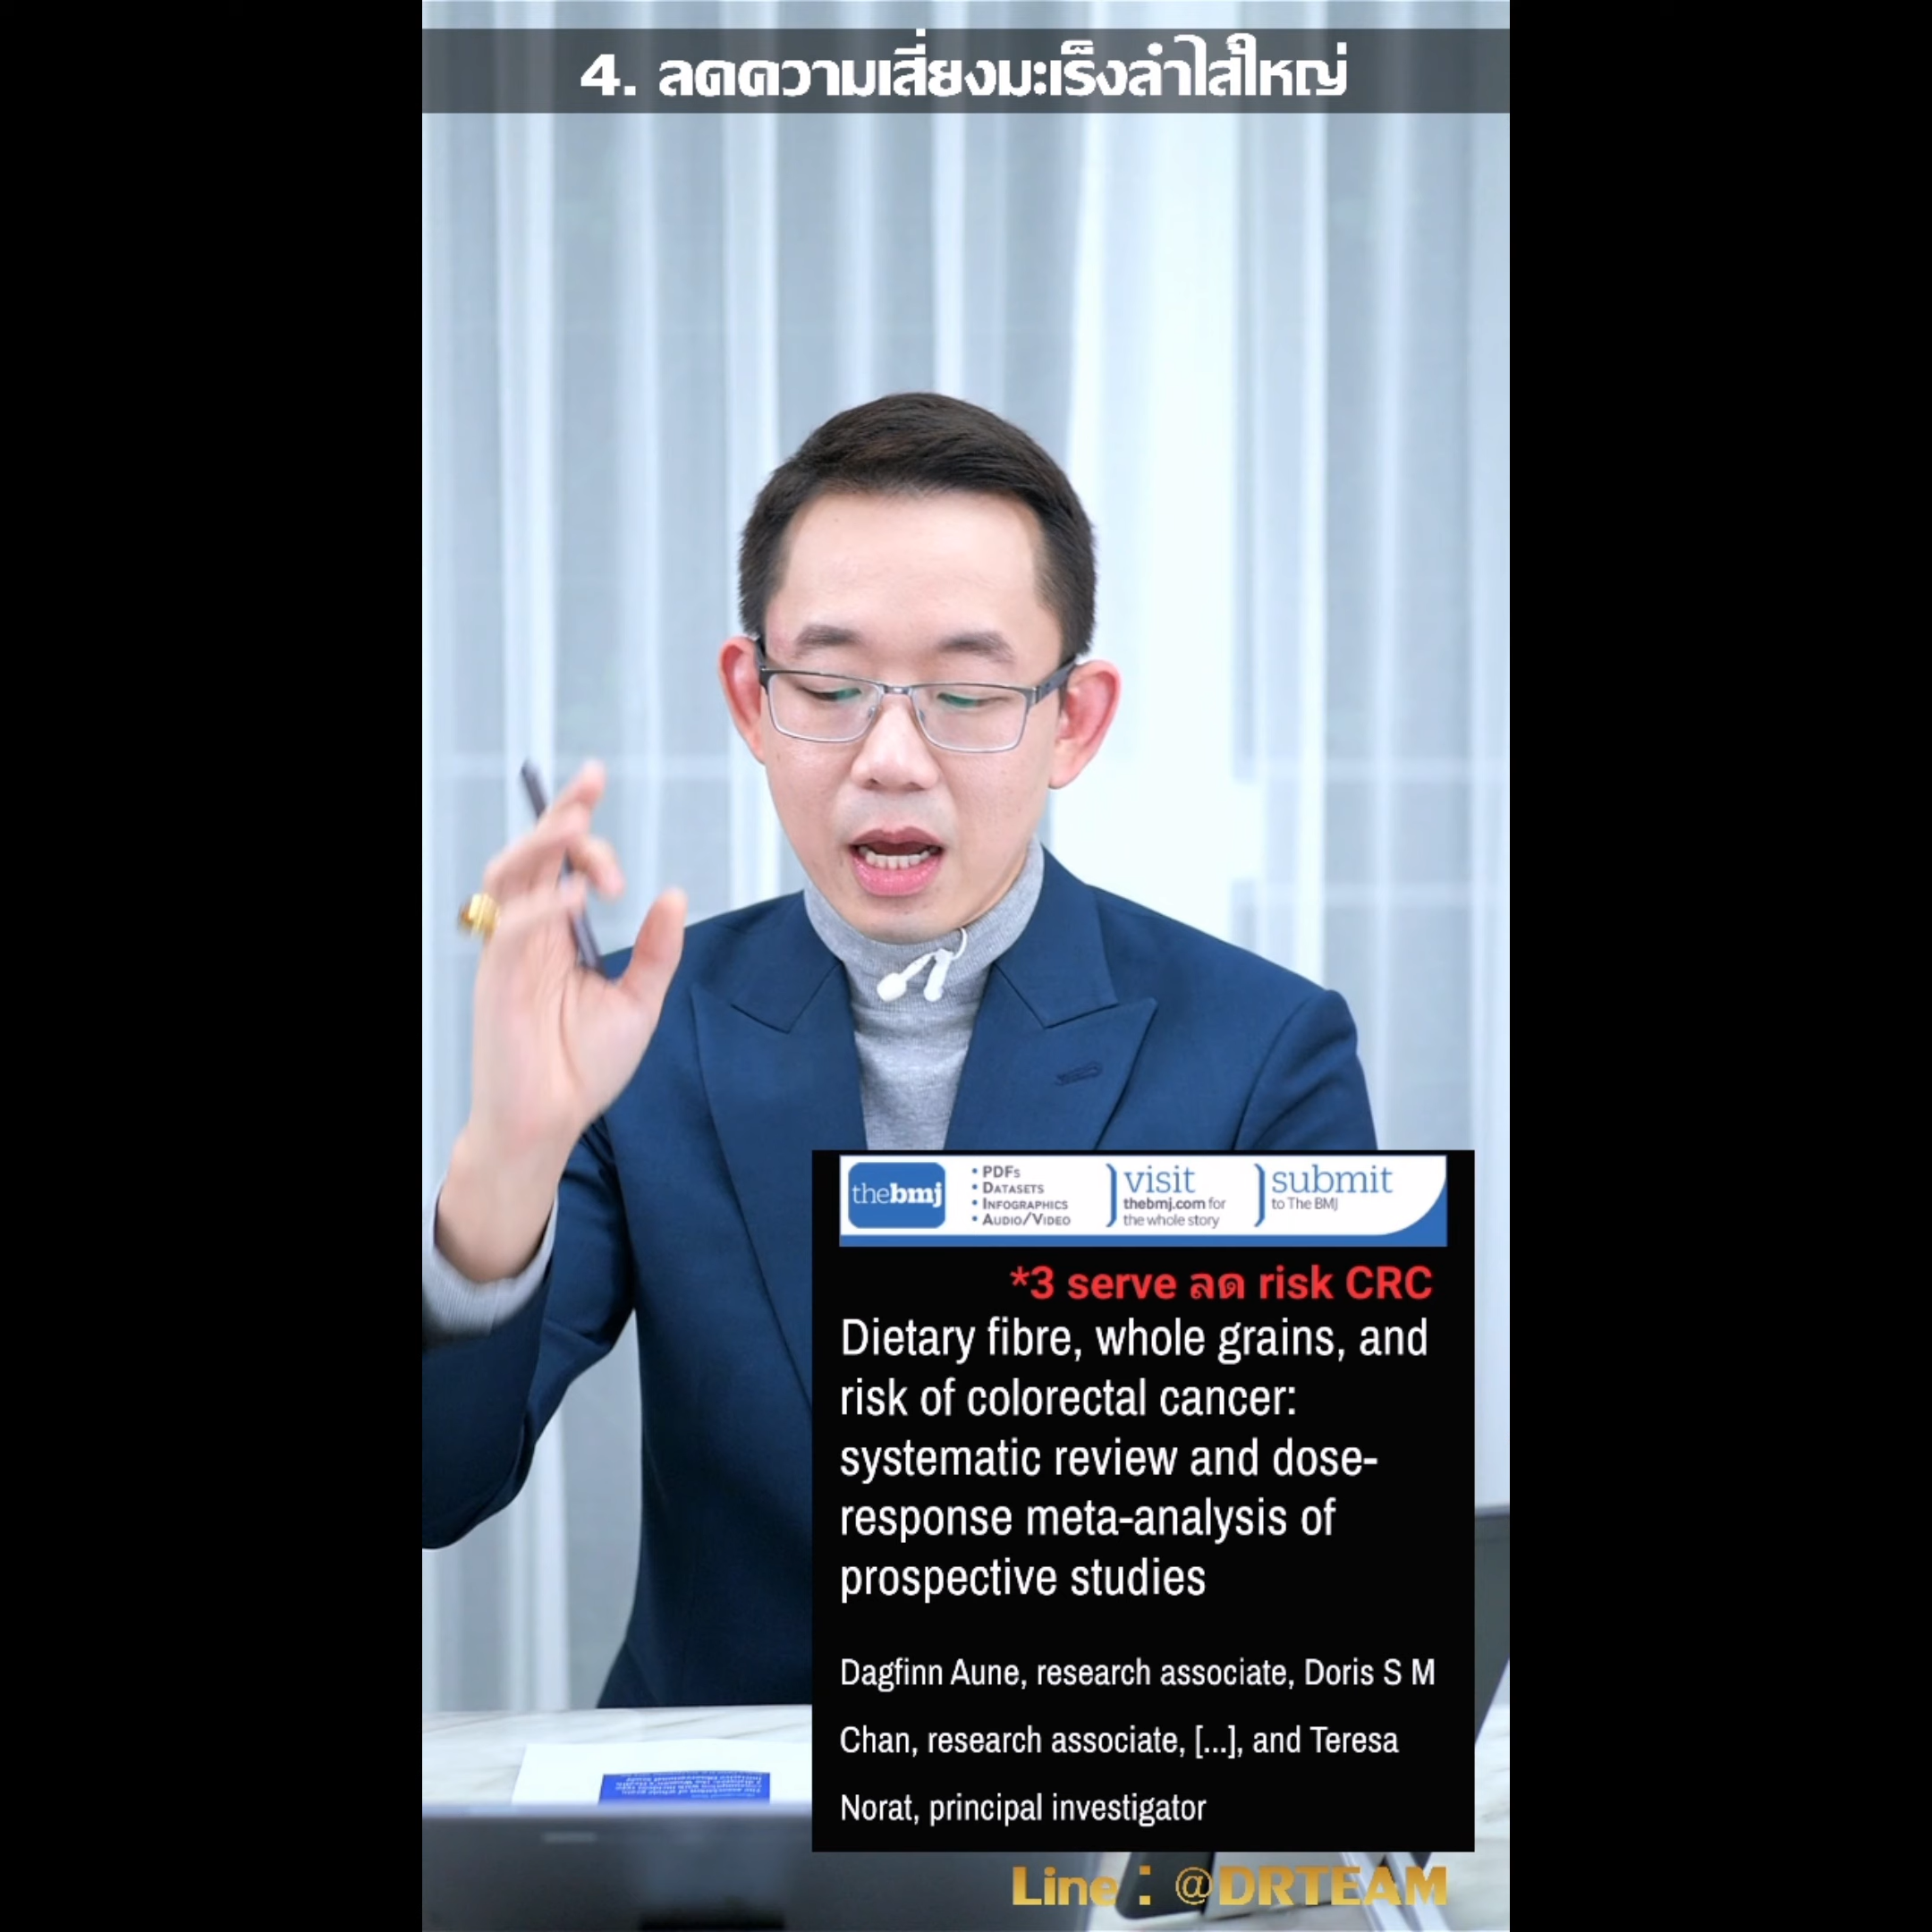 4. ลดความเสี่ยงมะเร็งลำไส้ใหญ่
thebmj
• PDFs
• DATASETS
• INFOGRAPHICS
• AUDIO/VIDEO
visit
thebmj.com for
the whole story
submit
to The BMJ
*3 serve ลด risk CRC
Dietary fibre, whole grains, and
risk of colorectal cancer:
systematic review and dose-
response meta-analysis of
prospective studies
Dagfinn Aune, research associate, Doris S M
Chan, research associate, [...], and Teresa
Norat, principal investigator
Line : @DRTEAM